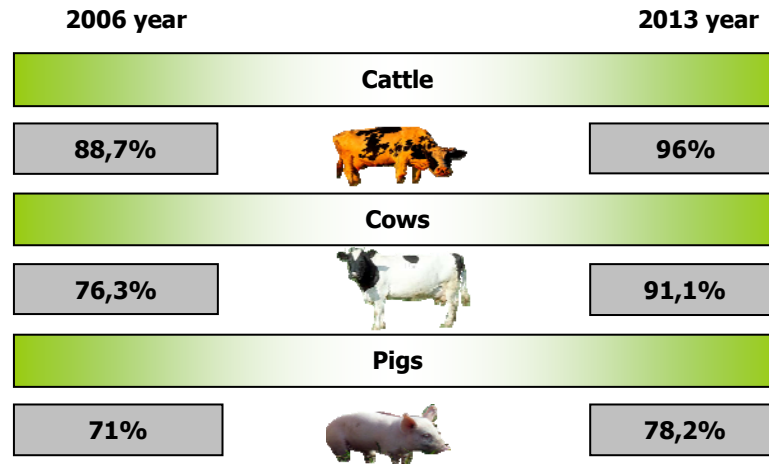 2006 year 2013 year
Cattle
88,7% 96%
Cows
76,3% 91,1%
Pigs
71% 78,2%